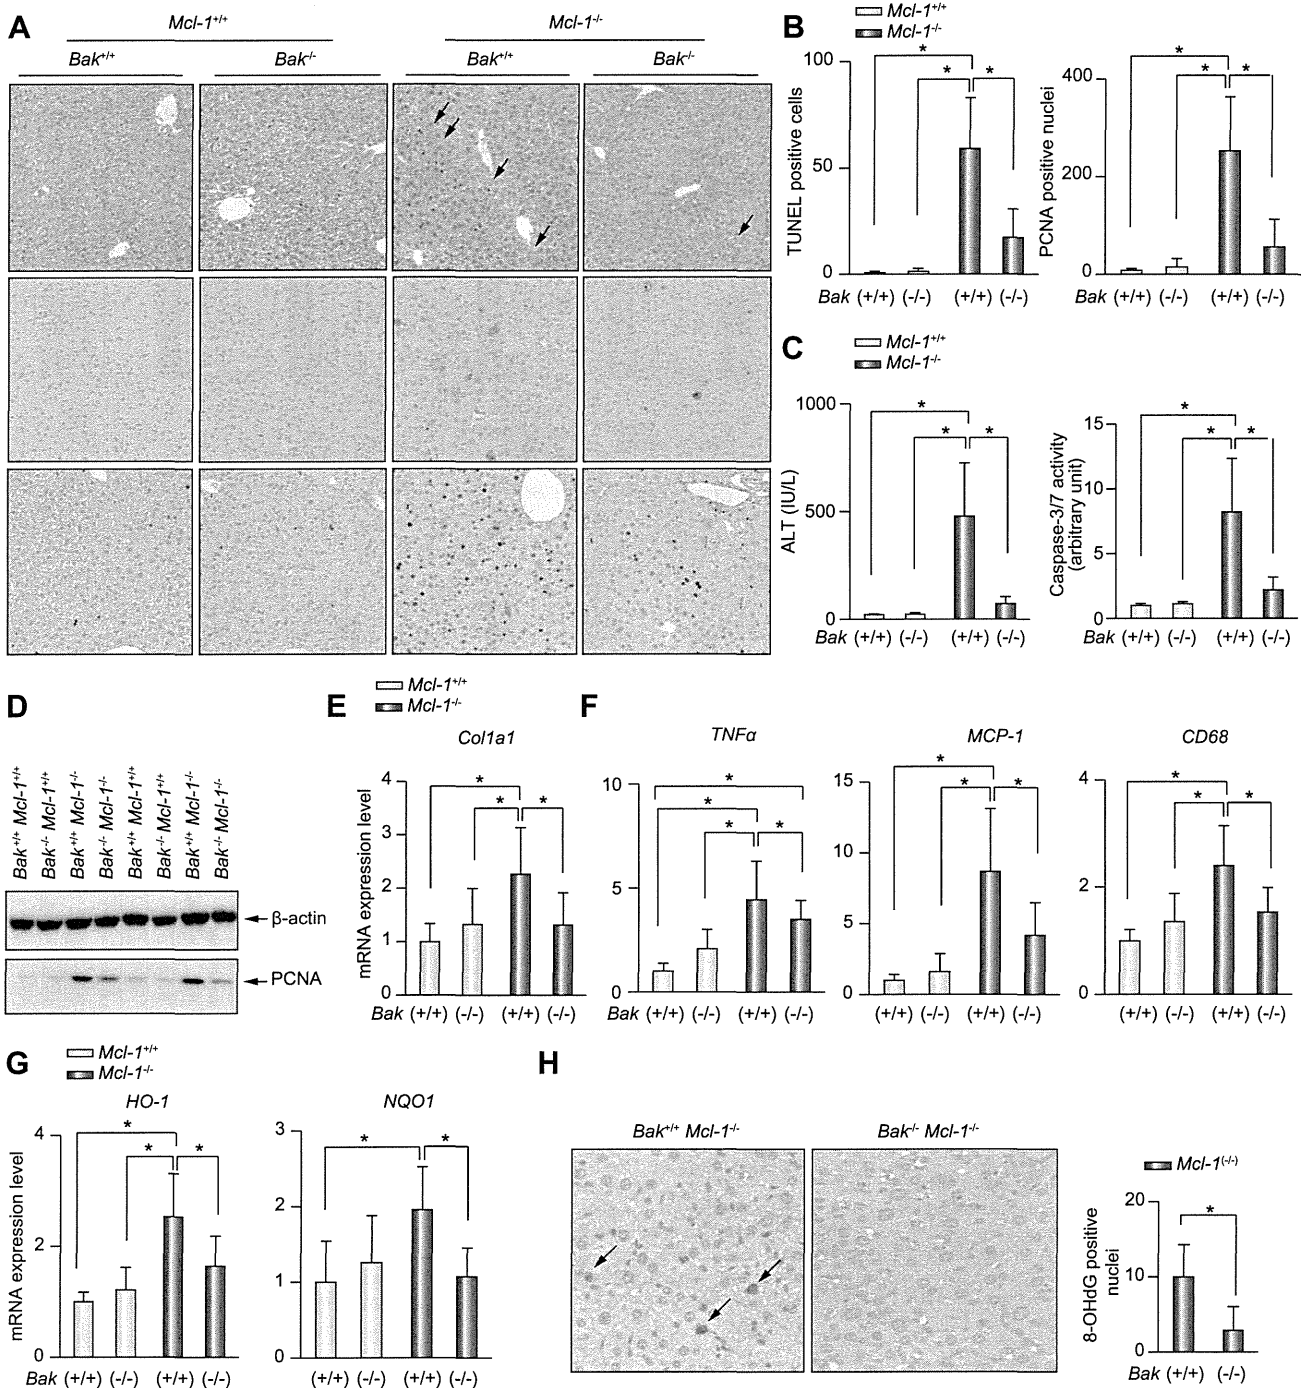 A
Mcl-1+/+ Mcl-1-/-
Bak+/+ Bak-/- Bak+/+ Bak-/-
B
Mcl-1+/+
Mcl-1-/-
TUNEL positive cells
100
50
0
* * *
Bak (+/+) (-/-) (+/+) (-/-)
PCNA positive nuclei
400
200
0
* * *
(+/+) (-/-) (+/+) (-/-)
C
Mcl-1+/+
Mcl-1-/-
ALT (IU/L)
1000
500
0
* * *
Bak (+/+) (-/-) (+/+) (-/-)
Caspase-3/7 activity
(arbitrary unit)
15
10
5
0
* * *
(+/+) (-/-) (+/+) (-/-)
D
Bak+/+ Mcl-1+/+
Bak-/- Mcl-1+/+
Bak+/+ Mcl-1-/-
Bak-/- Mcl-1-/-
Bak+/+ Mcl-1+/+
Bak-/- Mcl-1+/+
Bak+/+ Mcl-1-/-
Bak-/- Mcl-1-/-
β-actin
PCNA
E
Mcl-1+/+
Mcl-1-/-
Col1a1
mRNA expression level
4
3
2
1
0
* * *
Bak (+/+) (-/-) (+/+) (-/-)
F
TNFα
10
5
0
* * * *
Bak (+/+) (-/-) (+/+) (-/-)
MCP-1
15
10
5
0
* * *
(+/+) (-/-) (+/+) (-/-)
CD68
4
2
0
* * *
(+/+) (-/-) (+/+) (-/-)
G
Mcl-1+/+
Mcl-1-/-
HO-1
mRNA expression level
4
2
0
* * *
Bak (+/+) (-/-) (+/+) (-/-)
NQO1
3
2
1
0
* *
(+/+) (-/-) (+/+) (-/-)
H
Bak+/+ Mcl-1-/- Bak-/- Mcl-1-/-
Mcl-1(-/-)
8-OHdG positive
nuclei
20
10
0
*
Bak (+/+) (-/-)